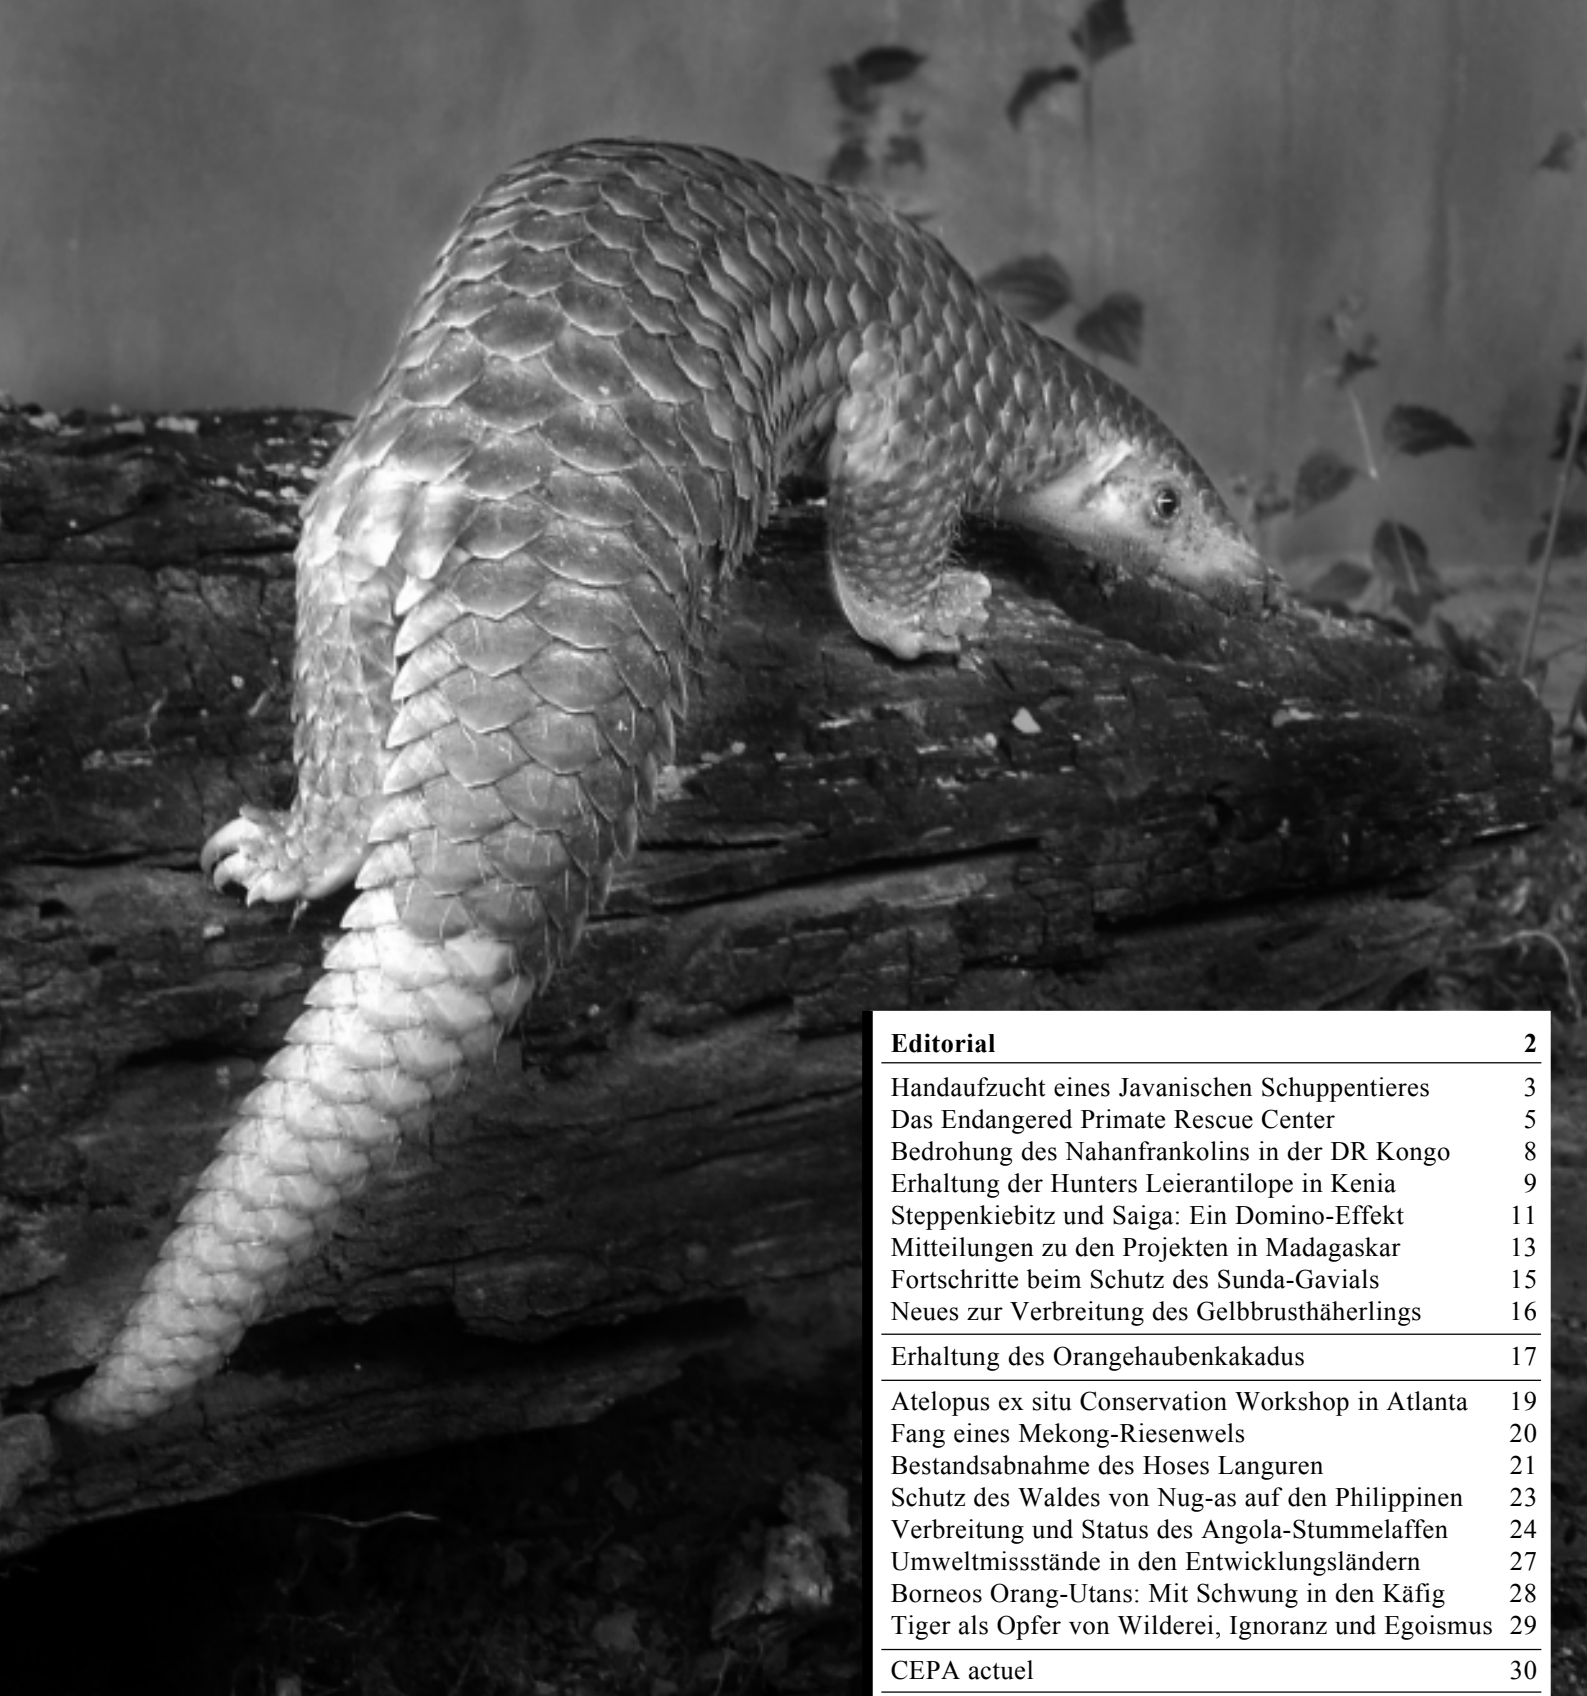 Editorial 2
Handaufzucht eines Javanischen Schuppentieres 3
Das Endangered Primate Rescue Center 5
Bedrohung des Nahanfrankolins in der DR Kongo 8
Erhaltung der Hunters Leierantilope in Kenia 9
Steppenkiebitz und Saiga: Ein Domino-Effekt 11
Mitteilungen zu den Projekten in Madagaskar 13
Fortschritte beim Schutz des Sunda-Gavials 15
Neues zur Verbreitung des Gelbbrusthäherlings 16
Erhaltung des Orangehaubenkakadus 17
Atelopus ex situ Conservation Workshop in Atlanta 19
Fang eines Mekong-Riesenwels 20
Bestandsabnahme des Hoses Languren 21
Schutz des Waldes von Nug-as auf den Philippinen 23
Verbreitung und Status des Angola-Stummelaffen 24
Umweltmissstände in den Entwicklungsländern 27
Borneos Orang-Utans: Mit Schwung in den Käfig 28
Tiger als Opfer von Wilderei, Ignoranz und Egoismus 29
CEPA actuel 30